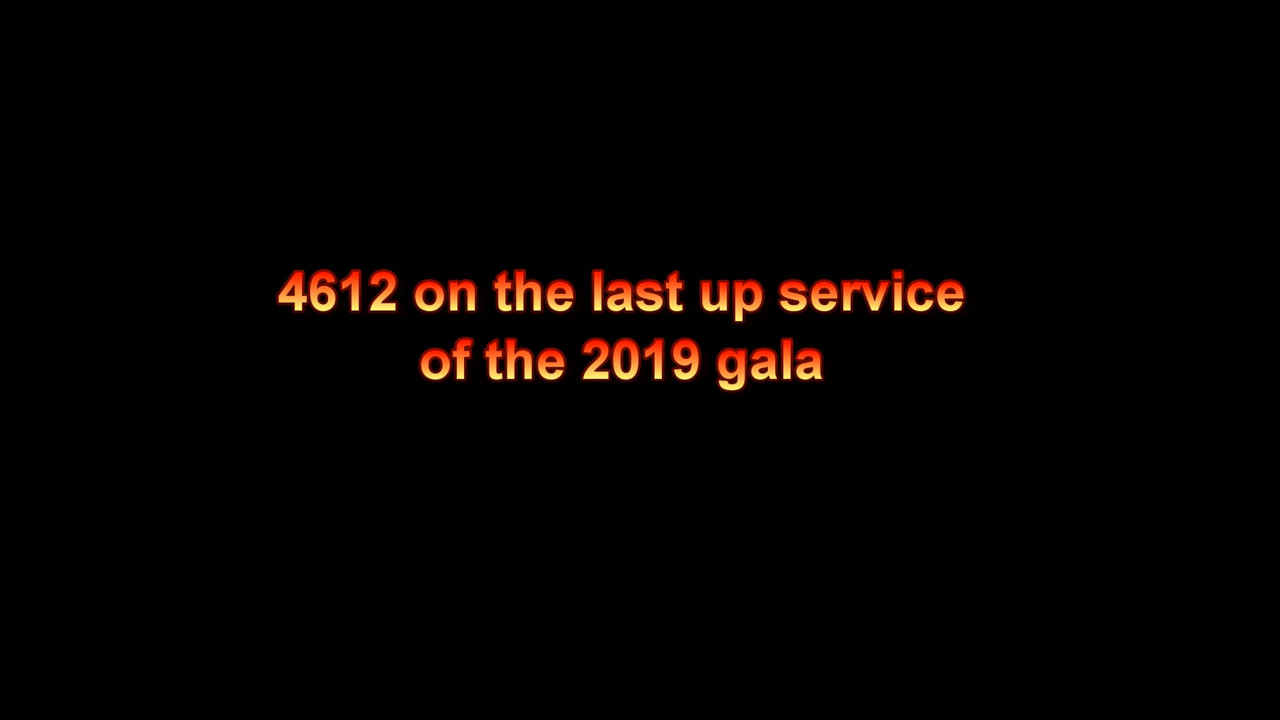 4612 on the last up service
of the 2019 gala